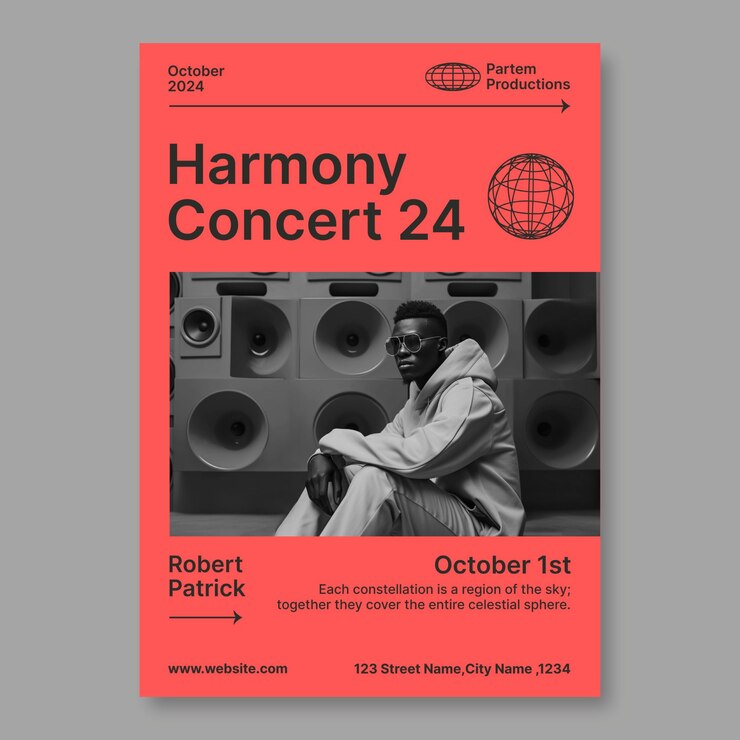 October
2024
Partem
Productions
Harmony
Concert 24
Robert
Patrick
October 1st
Each constellation is a region of the sky;
together they cover the entire celestial sphere.
www.website.com
123 Street Name,City Name ,1234